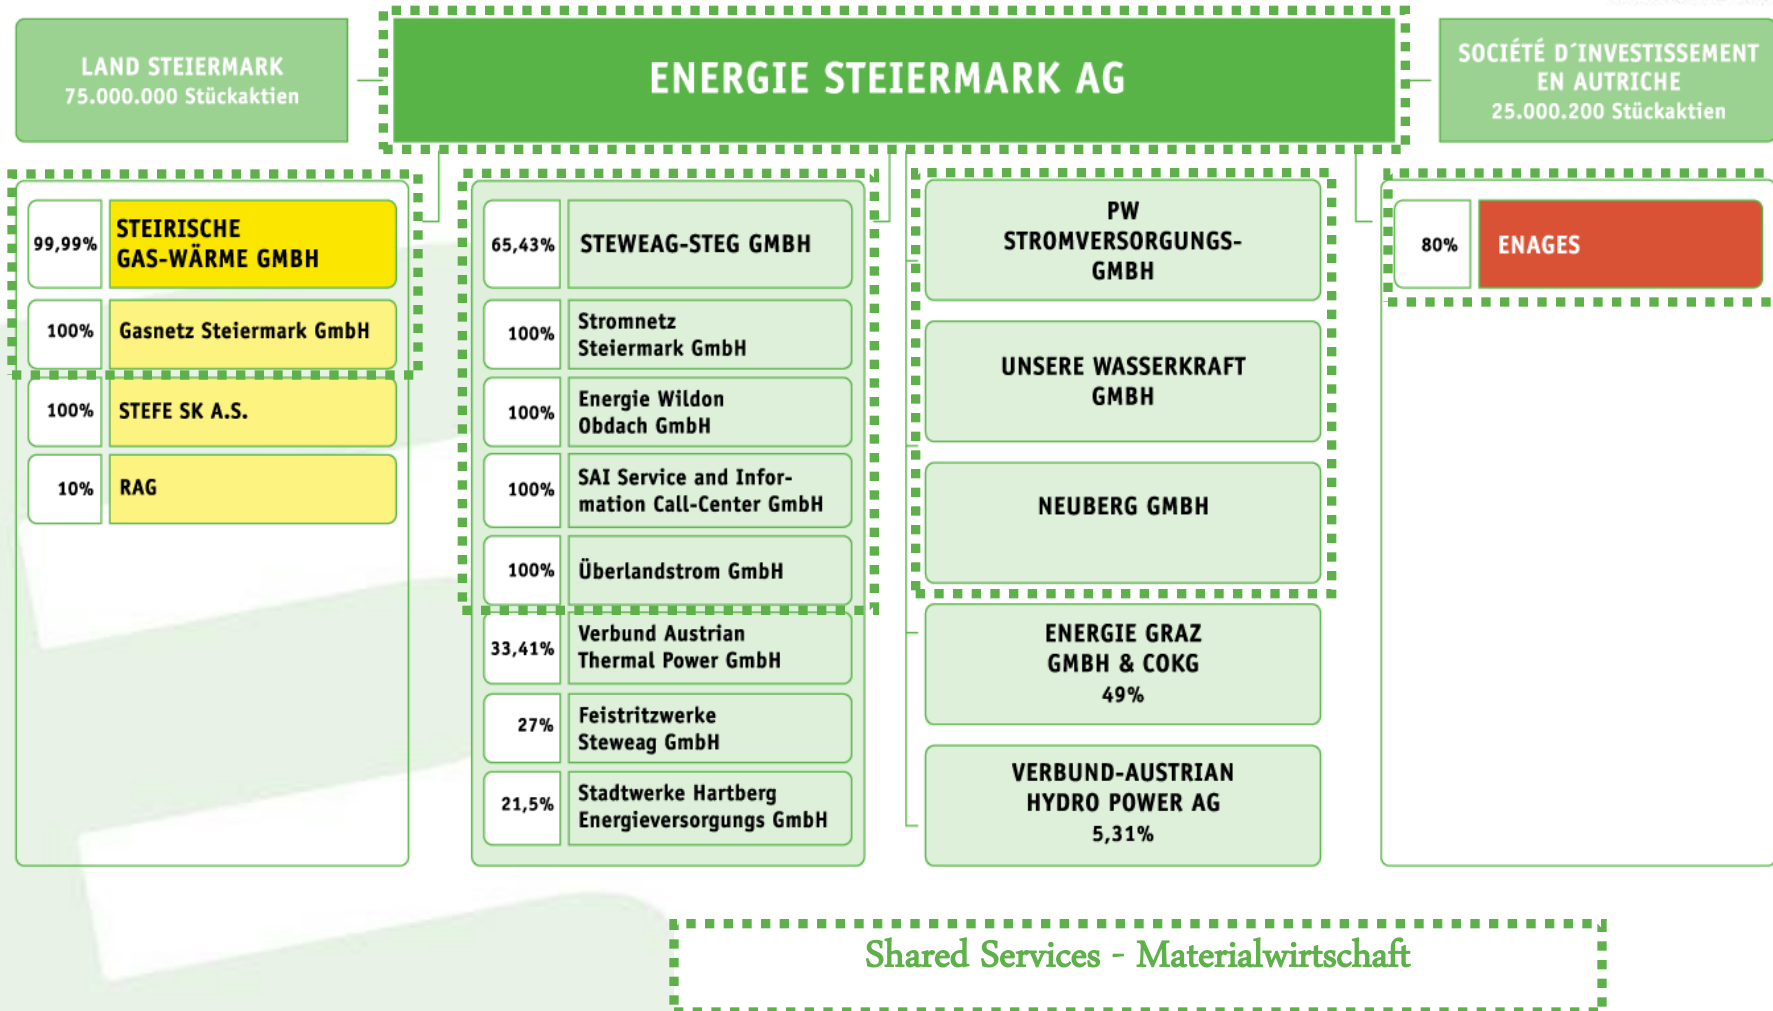 LAND STEIERMARK
75.000.000 Stückaktien
ENERGIE STEIERMARK AG
SOCIÉTÉ D´INVESTISSEMENT
EN AUTRICHE
25.000.200 Stückaktien
99,99%
STEIRISCHE
GAS-WÄRME GMBH
100%
Gasnetz Steiermark GmbH
100%
STEFE SK A.S.
10%
RAG
65,43%
STEWEAG-STEG GMBH
100%
Stromnetz
Steiermark GmbH
100%
Energie Wildon
Obdach GmbH
100%
SAI Service and Infor-
mation Call-Center GmbH
100%
Überlandstrom GmbH
33,41%
Verbund Austrian
Thermal Power GmbH
27%
Feistritzwerke
Steweag GmbH
21,5%
Stadtwerke Hartberg
Energieversorgungs GmbH
PW
STROMVERSORGUNGS-
GMBH
UNSERE WASSERKRAFT
GMBH
NEUBERG GMBH
ENERGIE GRAZ
GMBH & COKG
49%
VERBUND-AUSTRIAN
HYDRO POWER AG
5,31%
80%
ENAGES
Shared Services - Materialwirtschaft